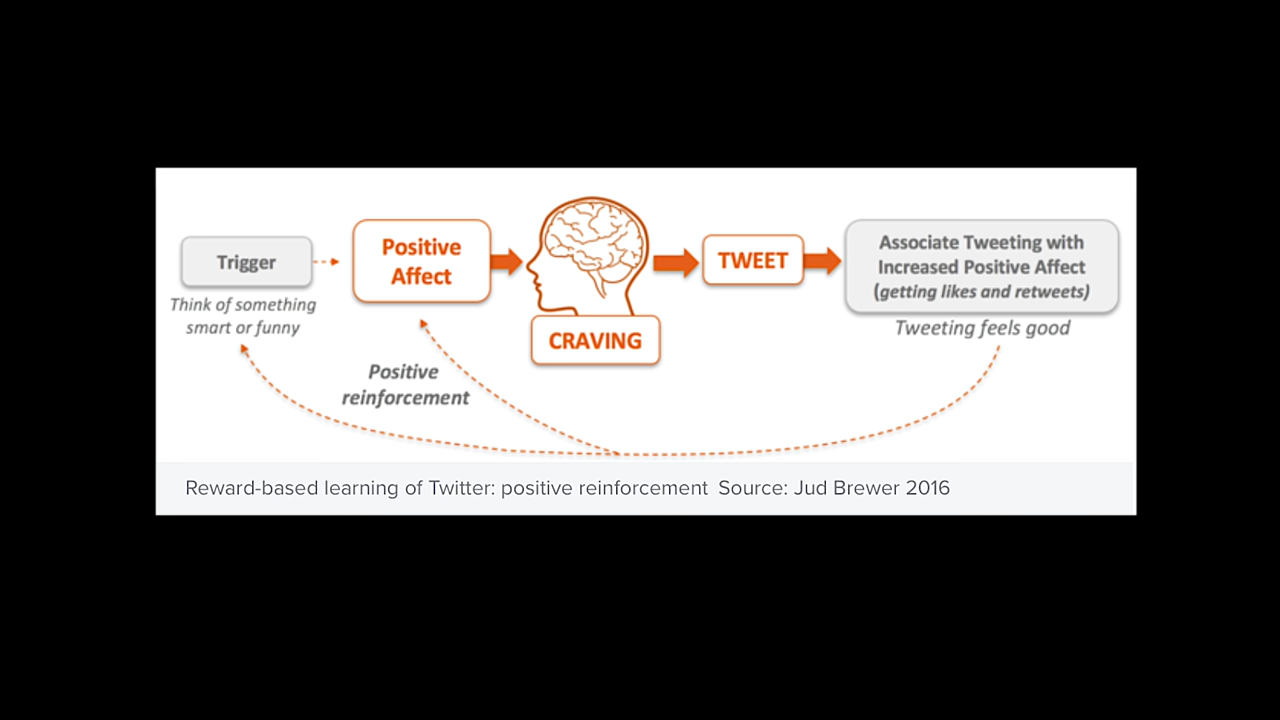 Trigger
Think of something
smart or funny
Positive
Affect
CRAVING
TWEET
Associate Tweeting with
Increased Positive Affect
(getting likes and retweets)
Tweeting feels good
Positive
reinforcement
Reward-based learning of Twitter: positive reinforcement Source: Jud Brewer 2016